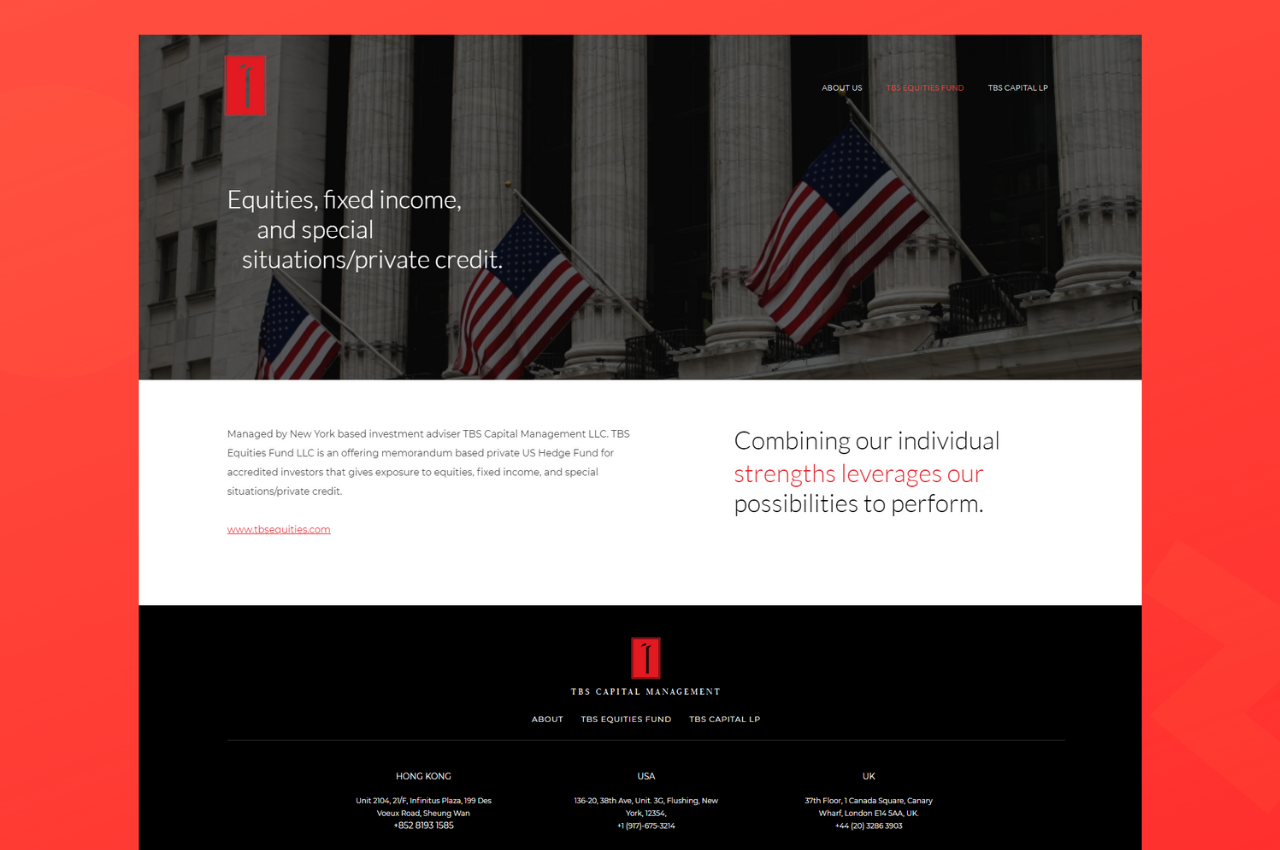 ABOUT US TBS EQUITIES FUND TBS CAPITAL LP
Equities, fixed income,
and special
situations/private credit.
Managed by New York based investment adviser TBS Capital Management LLC. TBS
Equities Fund LLC is an offering memorandum based private US Hedge Fund for
accredited investors that gives exposure to equities, fixed income, and special
situations/private credit.
www.tbsequities.com
Combining our individual
strengths leverages our
possibilities to perform.
TBS CAPITAL MANAGEMENT
ABOUT TBS EQUITIES FUND TBS CAPITAL LP
HONG KONG
Unit 2104, 21/F, Infinitus Plaza, 199 Des
Voeux Road, Sheung Wan
+852 8193 1585
USA
136-20, 38th Ave, Unit. 3G, Flushing, New
York, 12354,
+1 (917)-675-3214
UK
37th Floor, 1 Canada Square, Canary
Wharf, London E14 5AA, UK.
+44 (20) 3286 3903